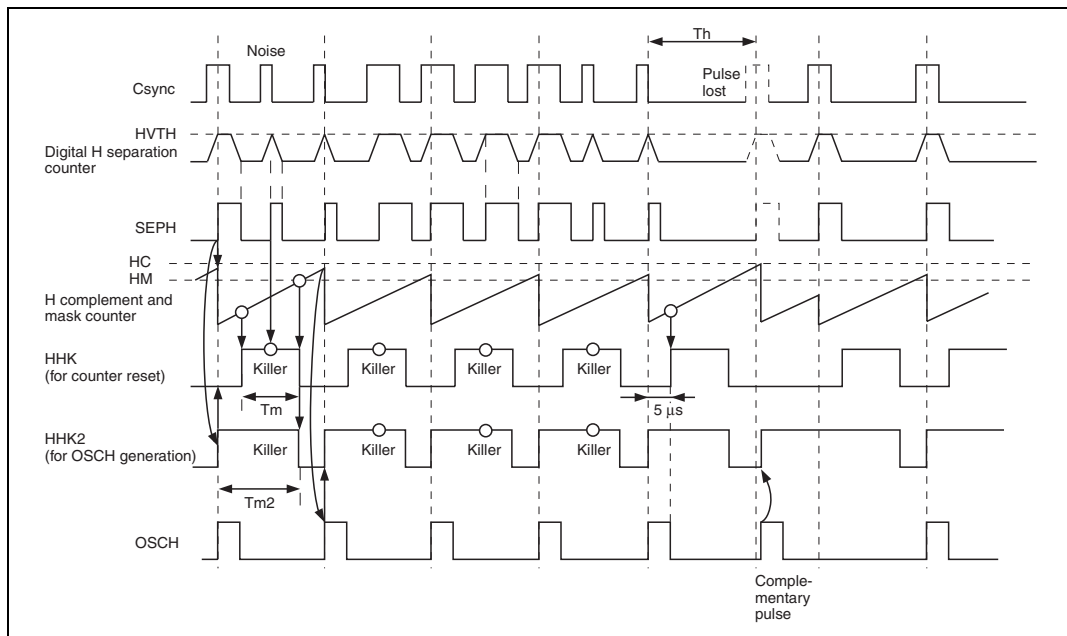 Th
Noise
Pulse
lost
Csync
HVTH
Digital H separation
counter
SEPH
HC
HM
H complement and
mask counter
HHK
(for counter reset)
Killer
Killer
Killer
Killer
Tm
5 μs
HHK2
(for OSCH generation)
Killer
Killer
Killer
Killer
Tm2
OSCH
Comple-
mentary
pulse